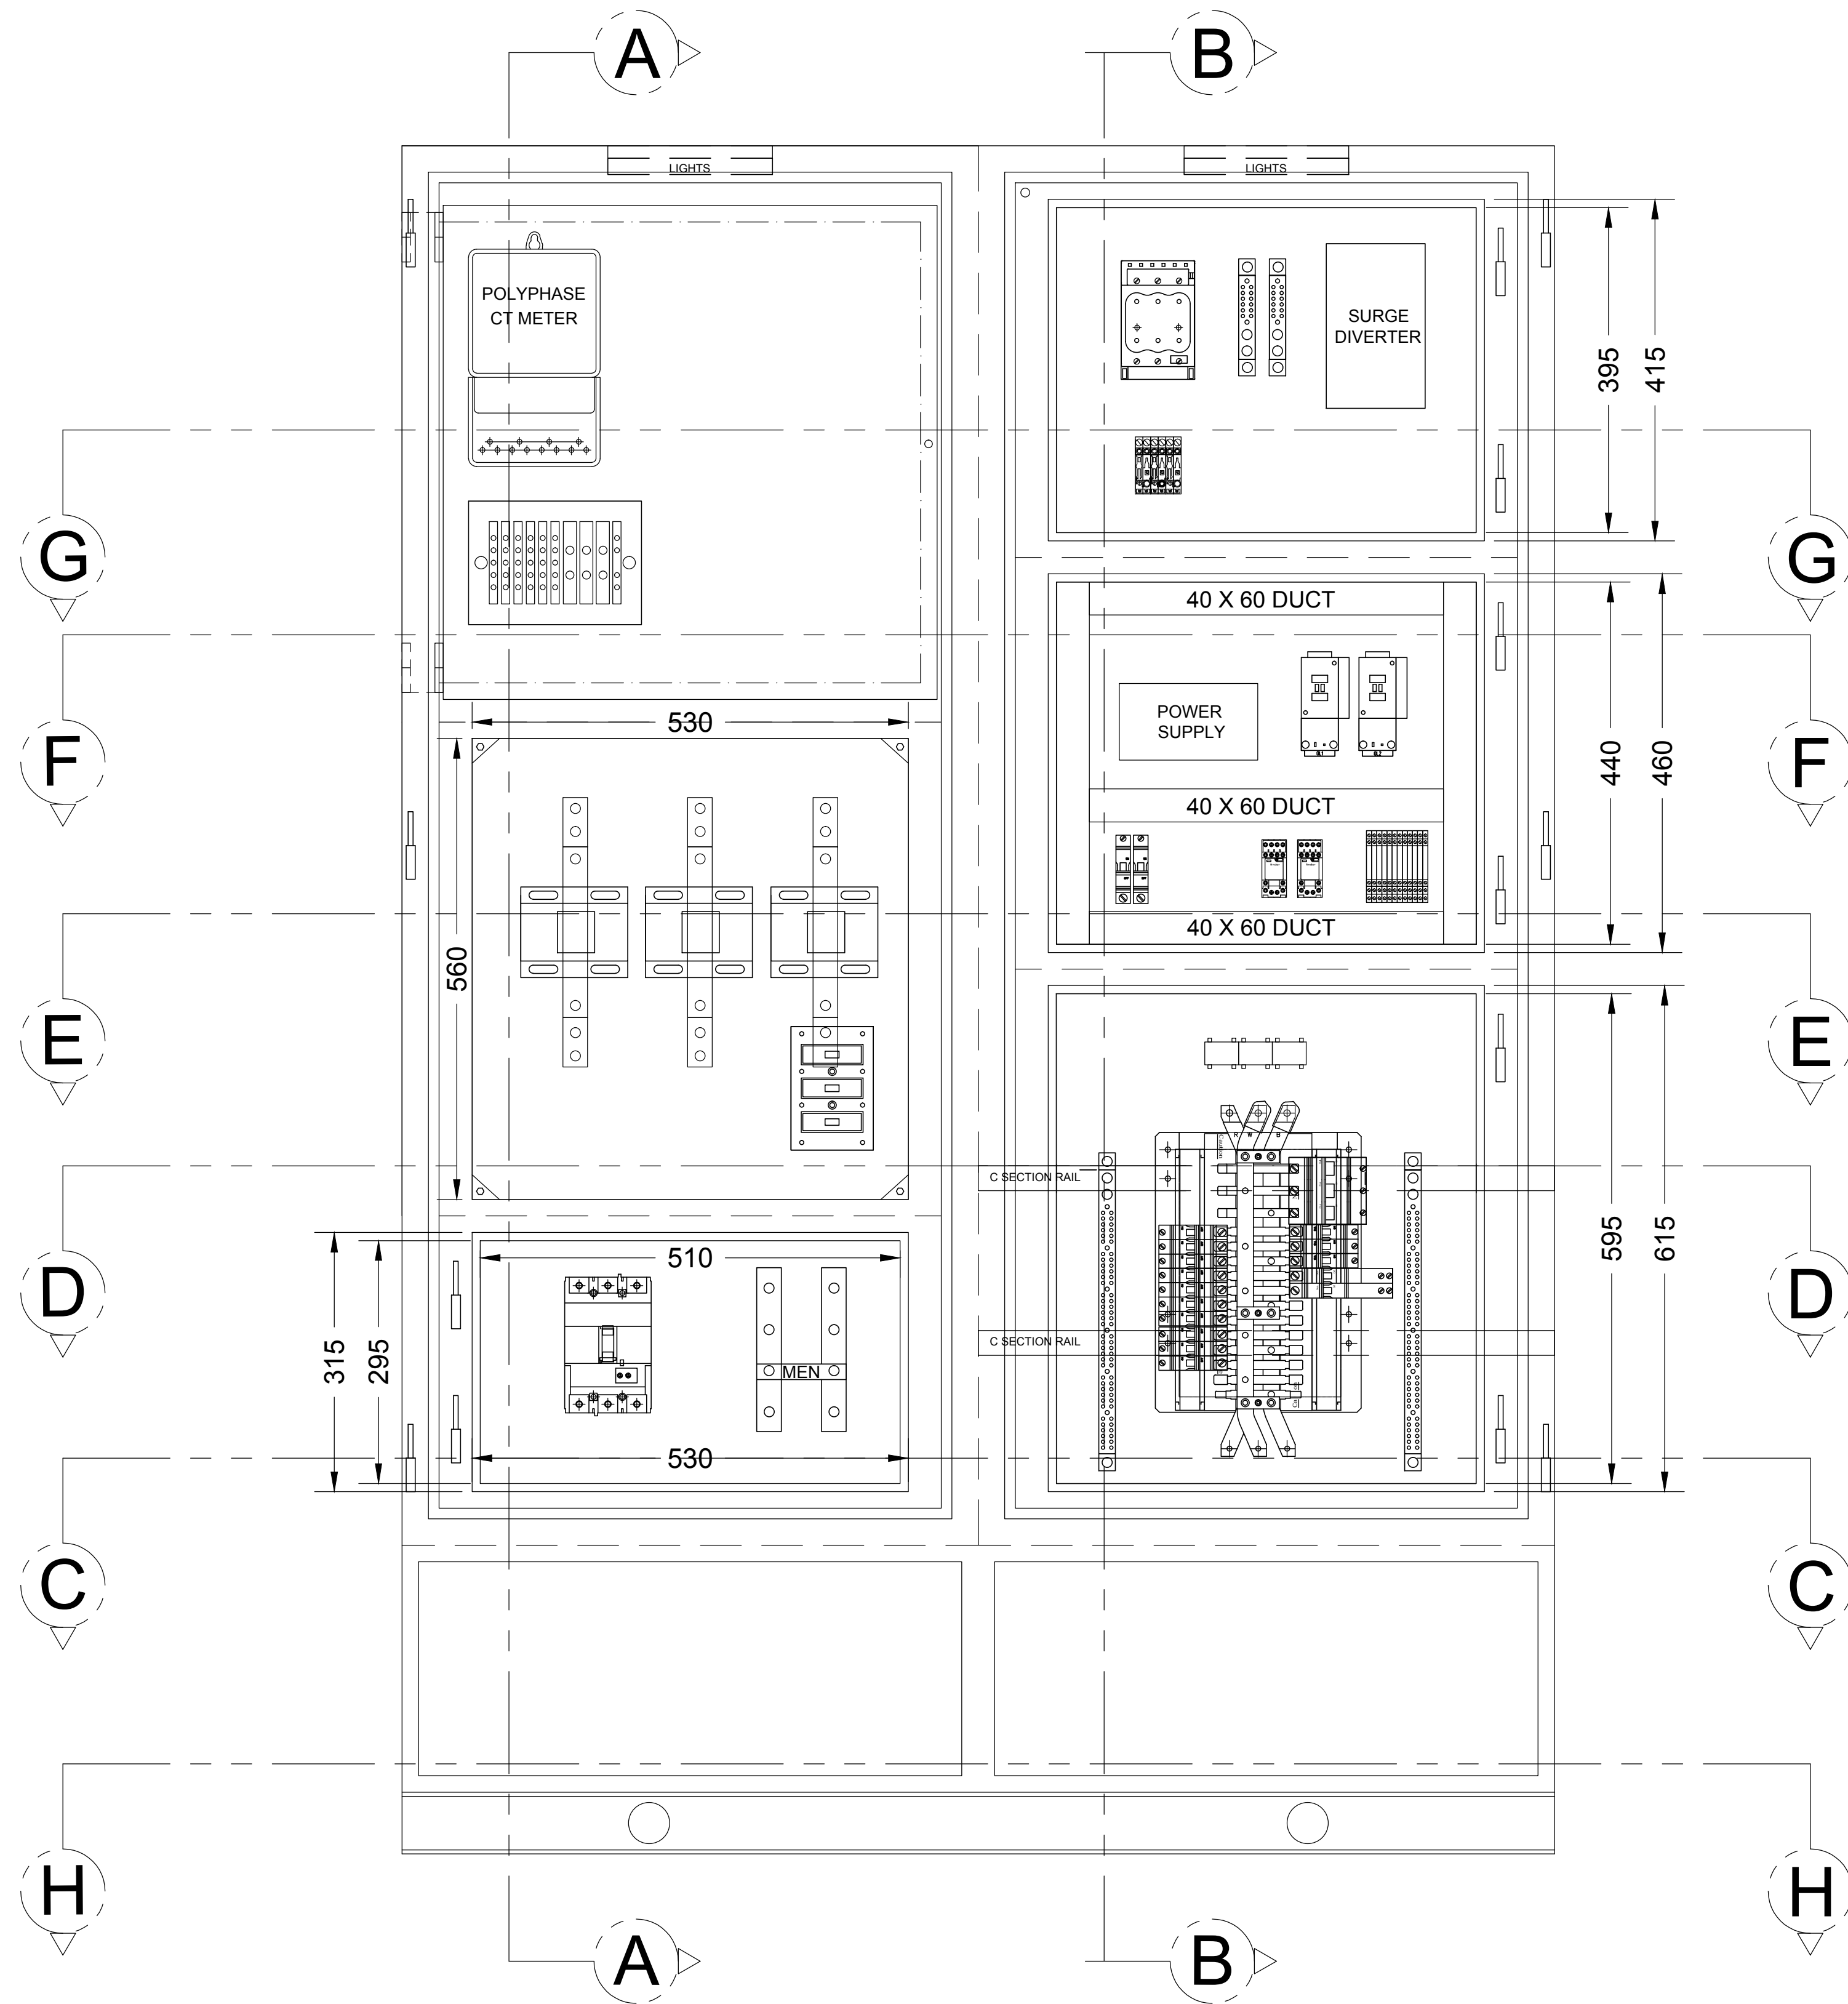 A
B
LIGHTS
LIGHTS
POLYPHASE
CT METER
SURGE
DIVERTER
395
415
G
G
40 X 60 DUCT
POWER
SUPPLY
530
F
F
440
460
40 X 60 DUCT
40 X 60 DUCT
560
E
E
R W B
C SECTION RAIL
595
615
510
D
D
315
295
C SECTION RAIL
MEN
530
C
C
H
H
A
B